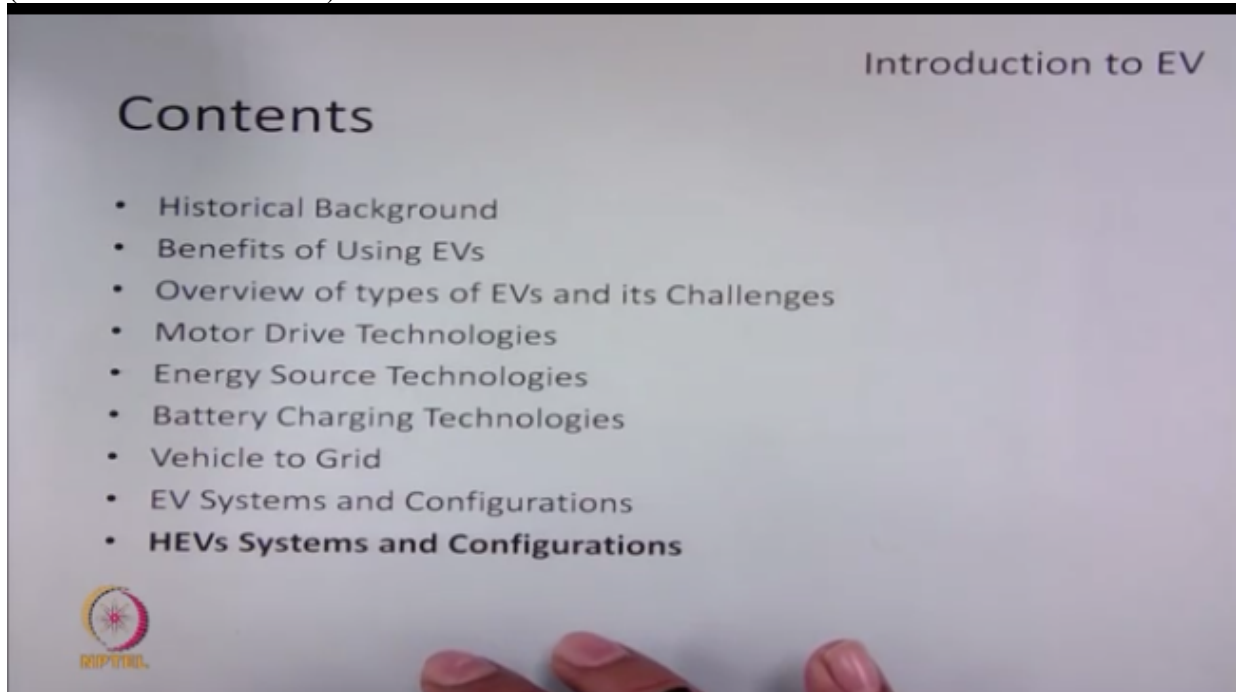 Introduction to EV
Contents
• Historical Background
• Benefits of Using EVs
• Overview of types of EVs and its Challenges
• Motor Drive Technologies
• Energy Source Technologies
• Battery Charging Technologies
• Vehicle to Grid
• EV Systems and Configurations
• HEVs Systems and Configurations
NPTEL